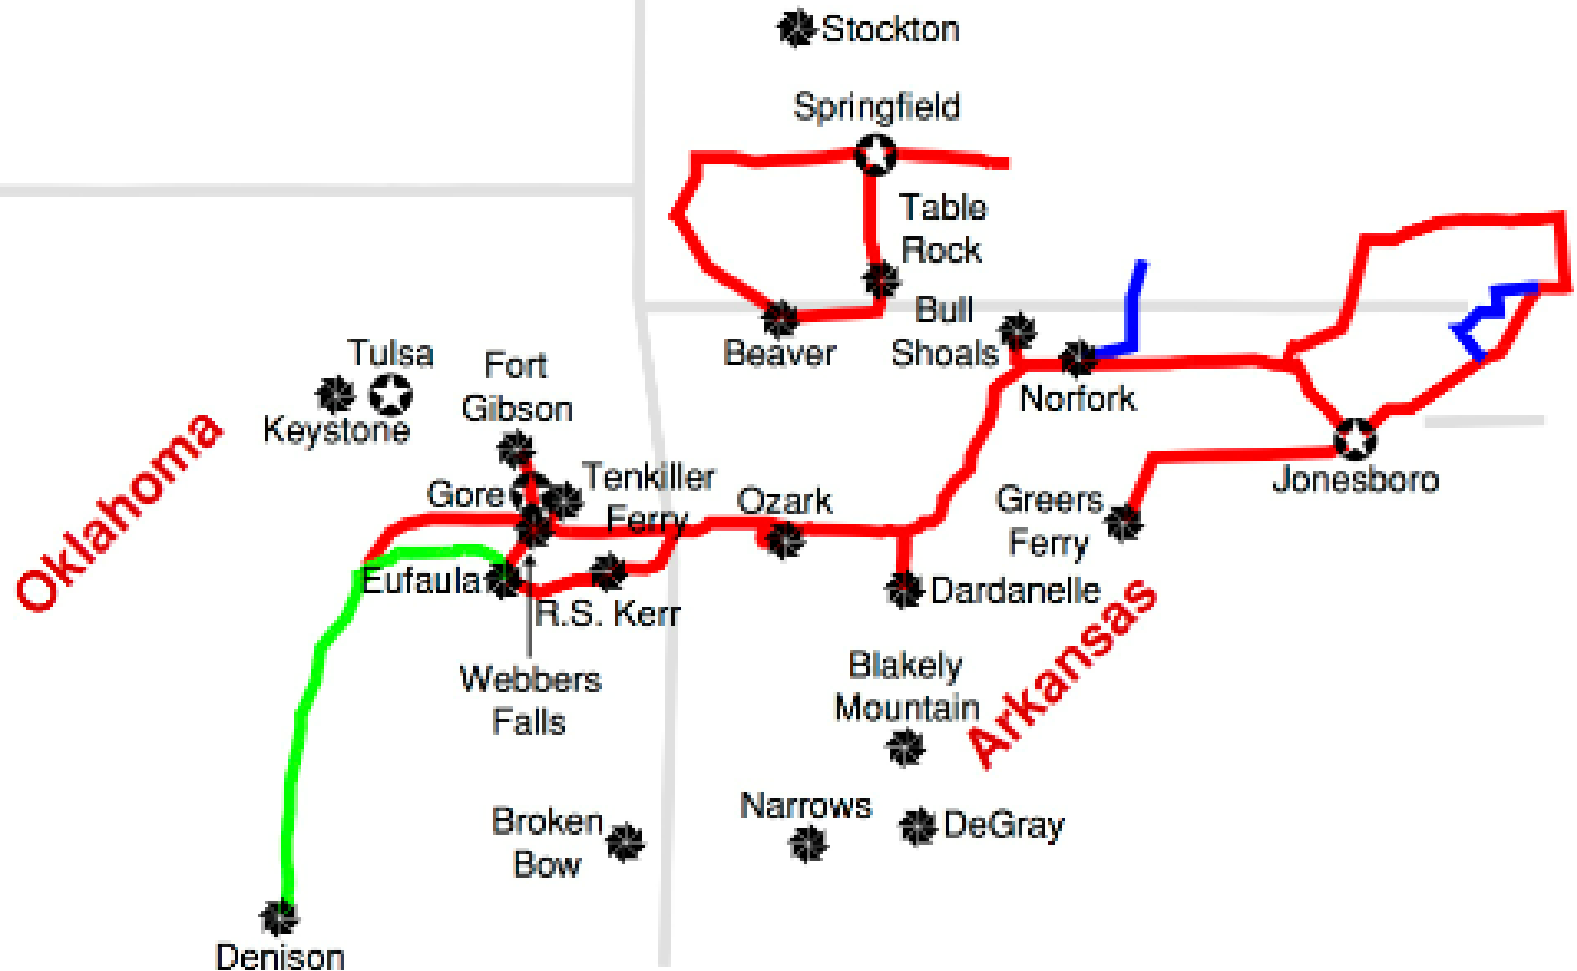 Stockton
Springfield
Table
Rock
Bull
Shoals
Beaver
Norfork
Tulsa
Keystone
Fort
Gibson
Oklahoma
Gore
Tenkiller
Ferry
Ozark
Greers
Ferry
Jonesboro
Eufaula
R.S. Kerr
Dardanelle
Webbers
Falls
Blakely
Mountain
Arkansas
Narrows
DeGray
Broken
Bow
Denison